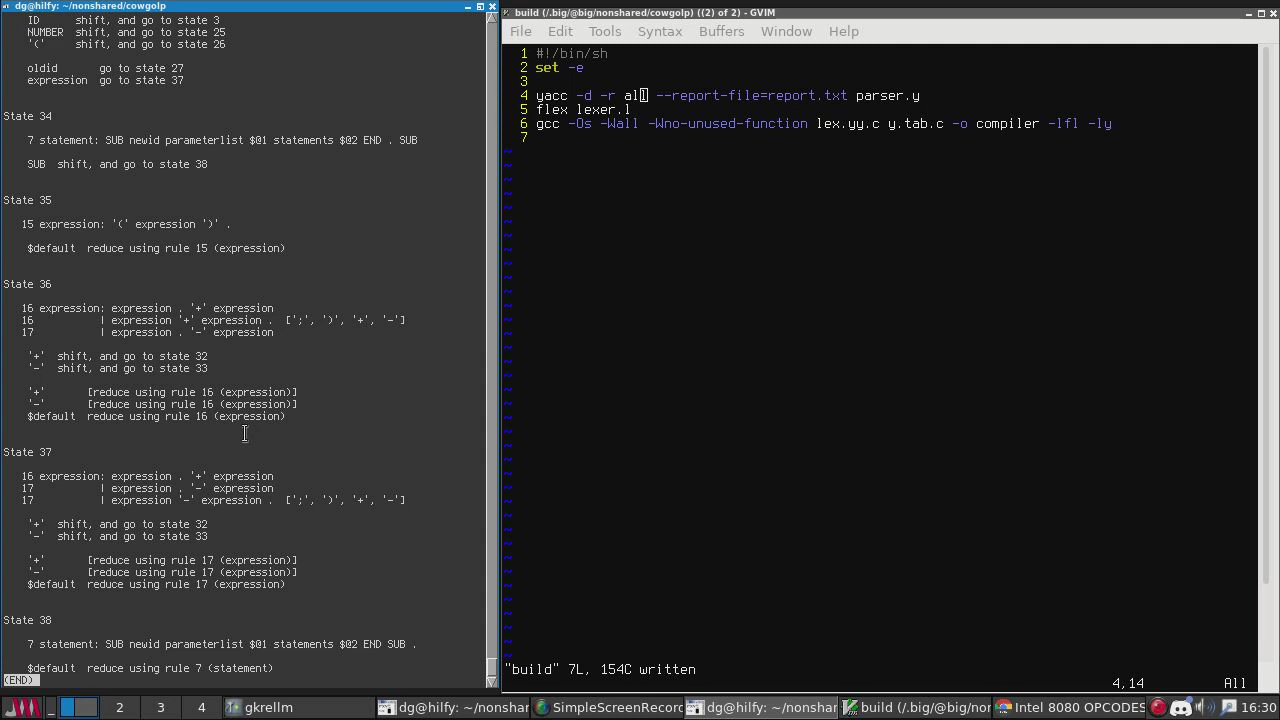 dg@hilfy: ~/nonshared/cowgolp
ID      shift, and go to state 3
NUMBER  shift, and go to state 25
'('     shift, and go to state 26
oldid       go to state 27
expression  go to state 37
State 34
7 statement: SUB newid parameterlist $@1 statements $@2 END . SUB
SUB  shift, and go to state 38
State 35
15 expression: '(' expression ')' .
$default  reduce using rule 15 (expression)
State 36
16 expression: expression . '+' expression
16           | expression '+' expression .  [';', ')', '+', '-']
17           | expression . '-' expression
'+'  shift, and go to state 32
'-'  shift, and go to state 33
'+'       [reduce using rule 16 (expression)]
'-'       [reduce using rule 16 (expression)]
$default  reduce using rule 16 (expression)
State 37
16 expression: expression . '+' expression
17           | expression . '-' expression
17           | expression '-' expression .  [';', ')', '+', '-']
'+'  shift, and go to state 32
'-'  shift, and go to state 33
'+'       [reduce using rule 17 (expression)]
'-'       [reduce using rule 17 (expression)]
$default  reduce using rule 17 (expression)
State 38
7 statement: SUB newid parameterlist $@1 statements $@2 END SUB .
$default  reduce using rule 7 (statement)
(END)
build (/.big/@big/nonshared/cowgolp) ((2) of 2) - GVIM
File Edit Tools Syntax Buffers Window Help
1 #!/bin/sh
2 set -e
3
4 yacc -d -r all --report-file=report.txt parser.y
5 flex lexer.l
6 gcc -Os -Wall -Wno-unused-function lex.yy.c y.tab.c -o compiler -lfl -ly
7
"build" 7L, 154C written
4,14 All
2 3 4 gkrellm dg@hilfy: ~/nonshar SimpleScreenRecor dg@hilfy: ~/nonshar build (/.big/@big/nor Intel 8080 OPCODES 16:30